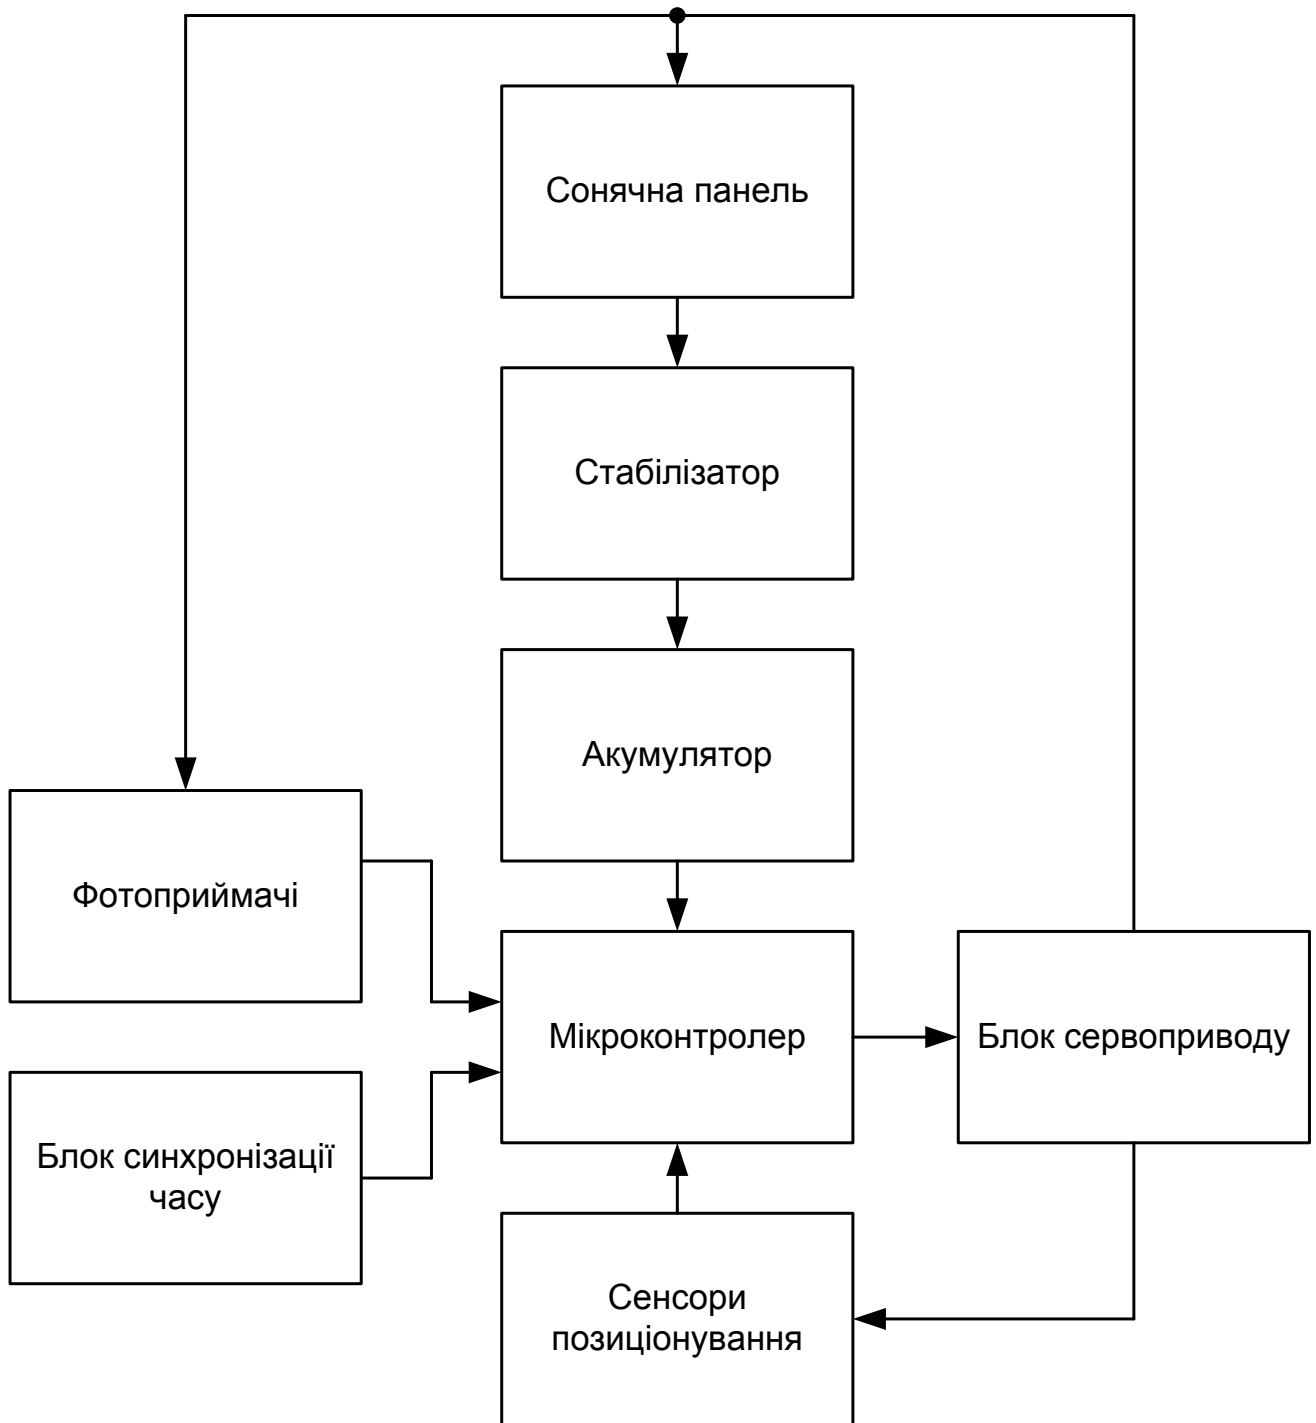 Сонячна панель
Стабілізатор
Акумулятор
Фотоприймачі
Мікроконтролер
Блок сервоприводу
Блок синхронізації
часу
Сенсори
позиціонування